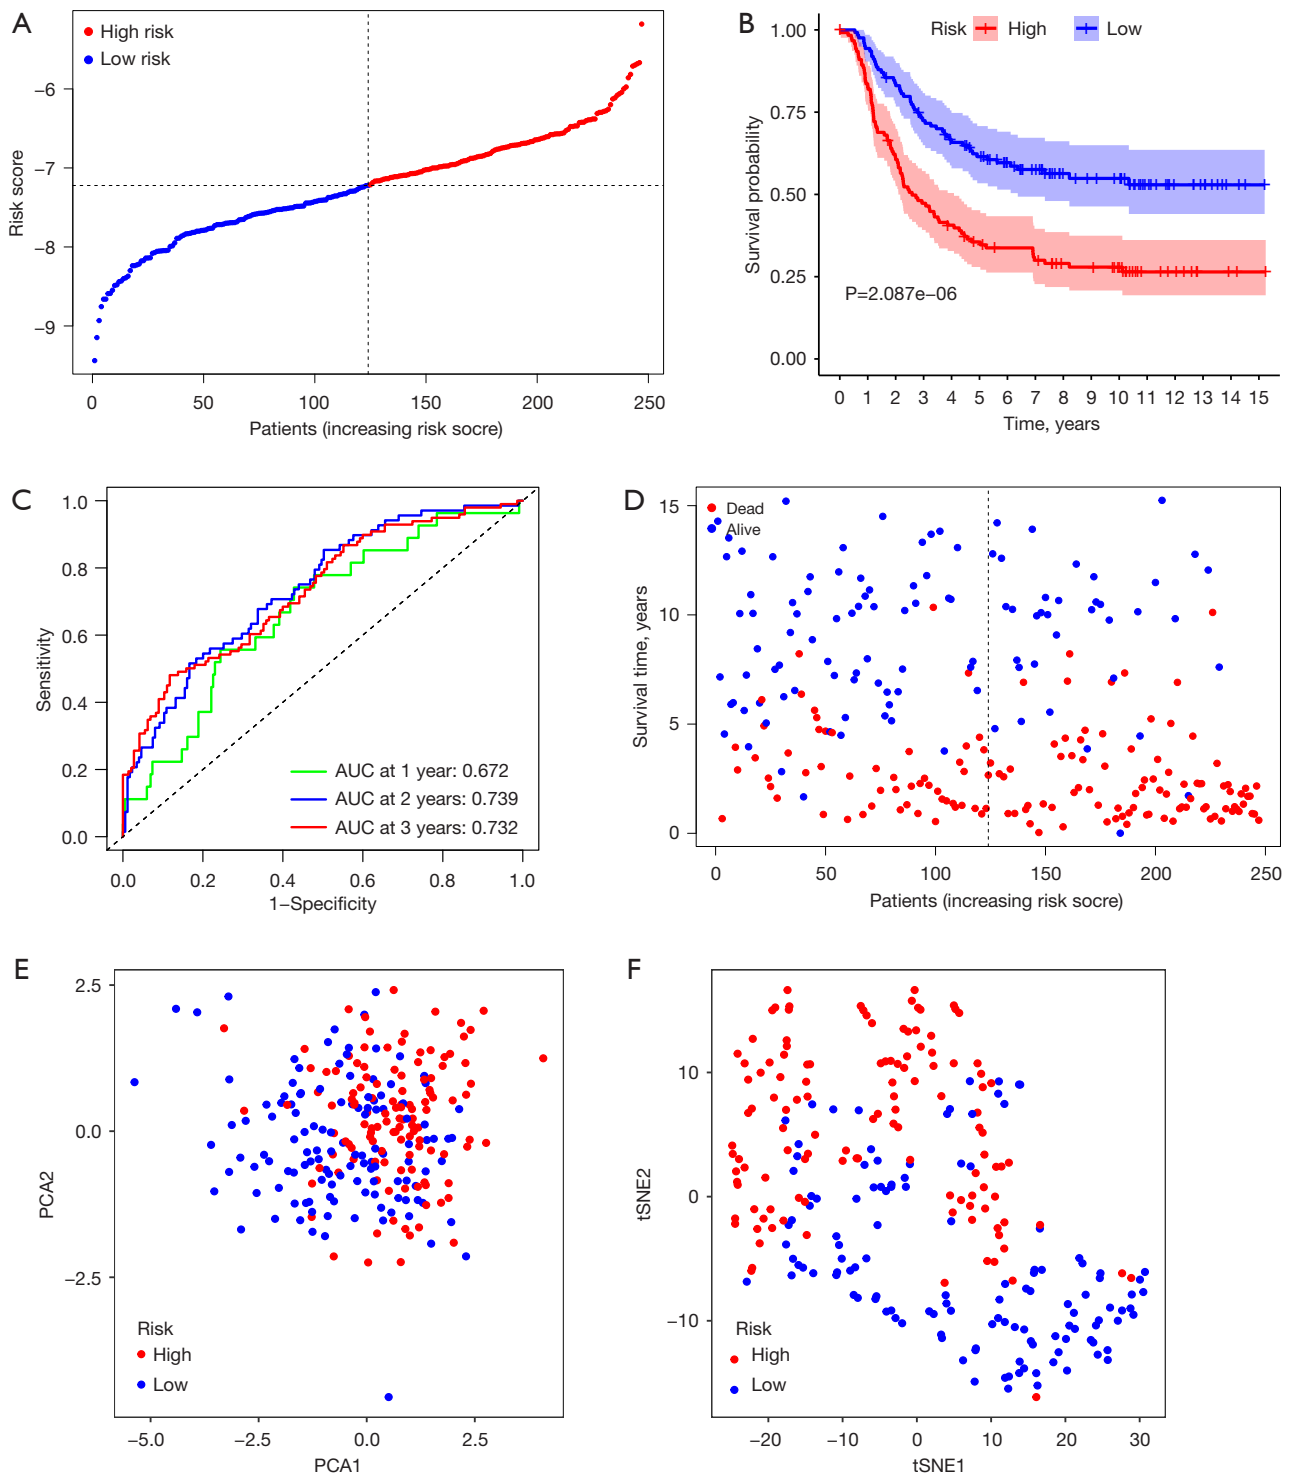 A
High risk
Low risk
−6
−7
−8
−9
Risk score
0 50 100 150 200 250
Patients (increasing risk socre)
B
Risk High Low
1.00
0.75
0.50
0.25
0.00
Survival probability
P=2.087e−06
0 1 2 3 4 5 6 7 8 9 10 11 12 13 14 15
Time, years
C
1.0
0.8
0.6
0.4
0.2
0.0
Sensitivity
AUC at 1 year: 0.672
AUC at 2 years: 0.739
AUC at 3 years: 0.732
0.0 0.2 0.4 0.6 0.8 1.0
1−Specificity
D
Dead
Alive
15
10
5
0
Survival time, years
0 50 100 150 200 250
Patients (increasing risk socre)
E
2.5
0.0
−2.5
PCA2
Risk
High
Low
−5.0 −2.5 0.0 2.5
PCA1
F
10
0
−10
tSNE2
Risk
High
Low
−20 −10 0 10 20 30
tSNE1